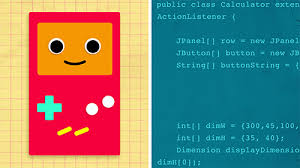 public class Calculator exten
ActionListener {
JPanel[] row = new JPanel
JButton[] button = new JB
String[] buttonString = {
int[] dimW = {300,45,100,
int[] dimH = {35, 40};
Dimension displayDimensio
dimH[0]);